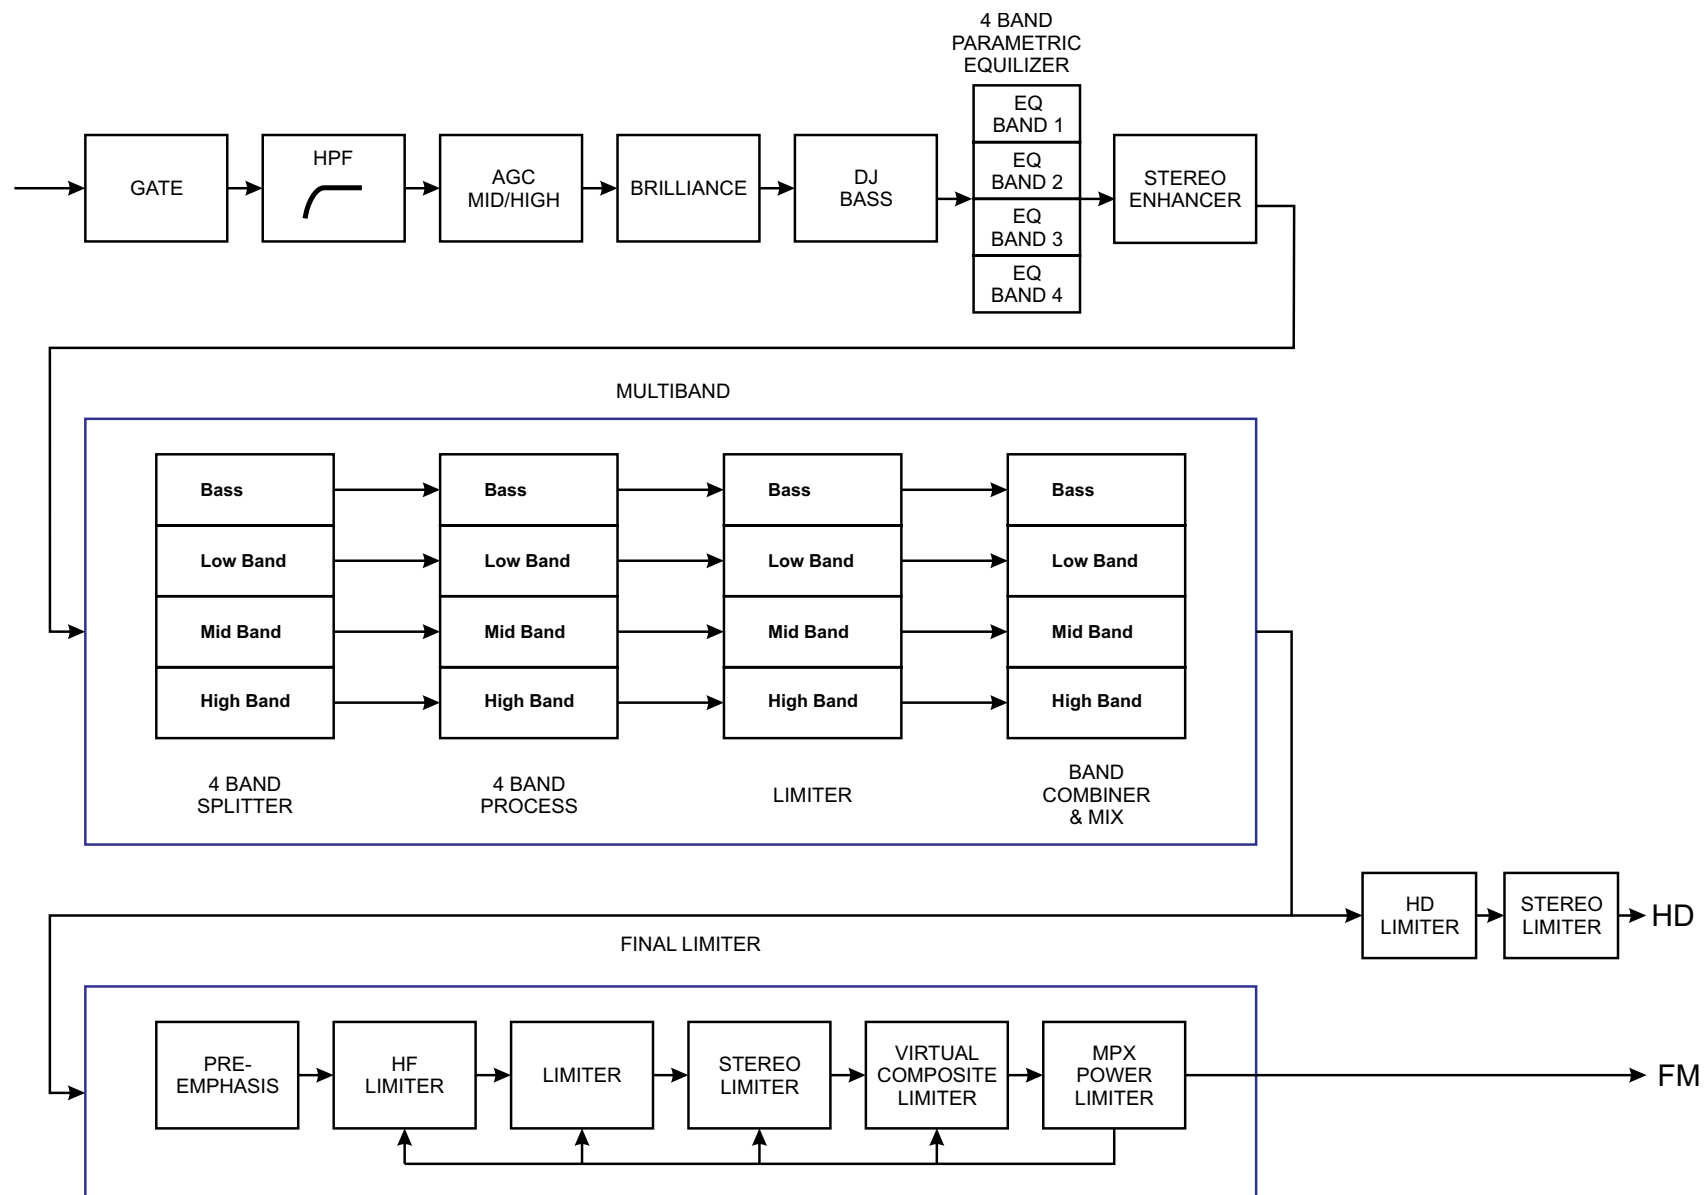 4 BAND
PARAMETRIC
EQUILIZER
GATE
HPF
AGC
MID/HIGH
BRILLIANCE
DJ
BASS
EQ
BAND 1
EQ
BAND 2
EQ
BAND 3
EQ
BAND 4
STEREO
ENHANCER
MULTIBAND
Bass
Bass
Bass
Bass
Low Band
Low Band
Low Band
Low Band
Mid Band
Mid Band
Mid Band
Mid Band
High Band
High Band
High Band
High Band
4 BAND
SPLITTER
4 BAND
PROCESS
LIMITER
BAND
COMBINER
& MIX
HD
LIMITER
STEREO
LIMITER
HD
FINAL LIMITER
PRE-
EMPHASIS
HF
LIMITER
LIMITER
STEREO
LIMITER
VIRTUAL
COMPOSITE
LIMITER
MPX
POWER
LIMITER
FM